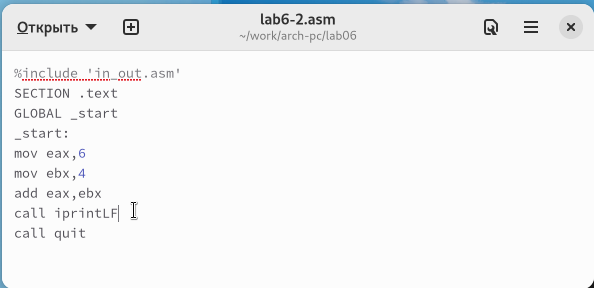 Открыть
lab6-2.asm
~/work/arch-pc/lab06
%include 'in_out.asm'
SECTION .text
GLOBAL _start
_start:
mov eax,6
mov ebx,4
add eax,ebx
call iprintLF
call quit